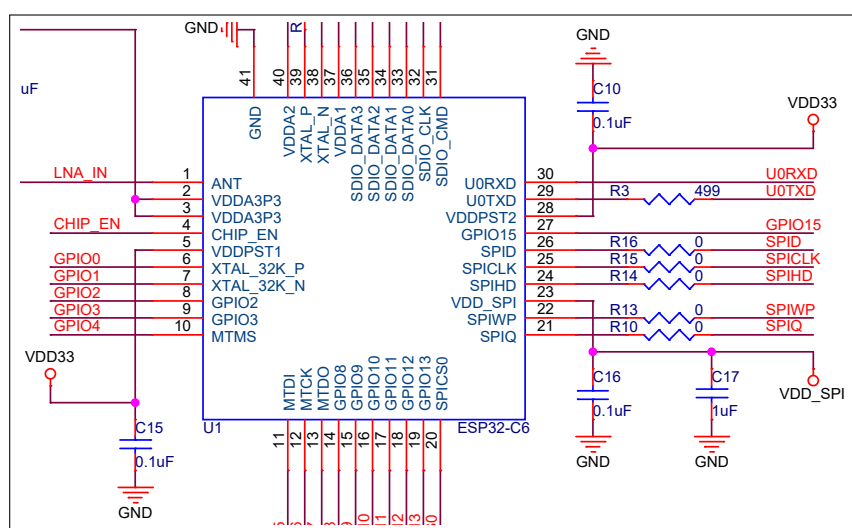 GND
R
uF
41
40
39
38
37
36
35
34
33
32
31
GND
VDDA2
XTAL_P
XTAL_N
VDDA1
SDIO_DATA3
SDIO_DATA2
SDIO_DATA1
SDIO_DATA0
SDIO_CLK
SDIO_CMD
GND
C10
0.1uF
VDD33
LNA_IN 1 ANT
2 VDDA3P3
3 VDDA3P3
CHIP_EN 4 CHIP_EN
5 VDDPST1
GPIO0 6 XTAL_32K_P
GPIO1 7 XTAL_32K_N
GPIO2 8 GPIO2
GPIO3 9 GPIO3
GPIO4 10 MTMS
U0RXD 30 U0RXD
U0TXD 29 R3 499 U0TXD
VDDPST2 28
GPIO15 27 GPIO15
SPID 26 R16 0 SPID
SPICLK 25 R15 0 SPICLK
SPIHD 24 R14 0 SPIHD
VDD_SPI 23
SPIWP 22 R13 0 SPIWP
SPIQ 21 R10 0 SPIQ
VDD33
C15
0.1uF
GND
MTDI
MTCK
MTDO
GPIO8
GPIO9
GPIO10
GPIO11
GPIO12
GPIO13
SPICS0
U1
ESP32-C6
11
12
13
14
15
16
17
18
19
20
C16
0.1uF
GND
C17
1uF
GND
VDD_SPI